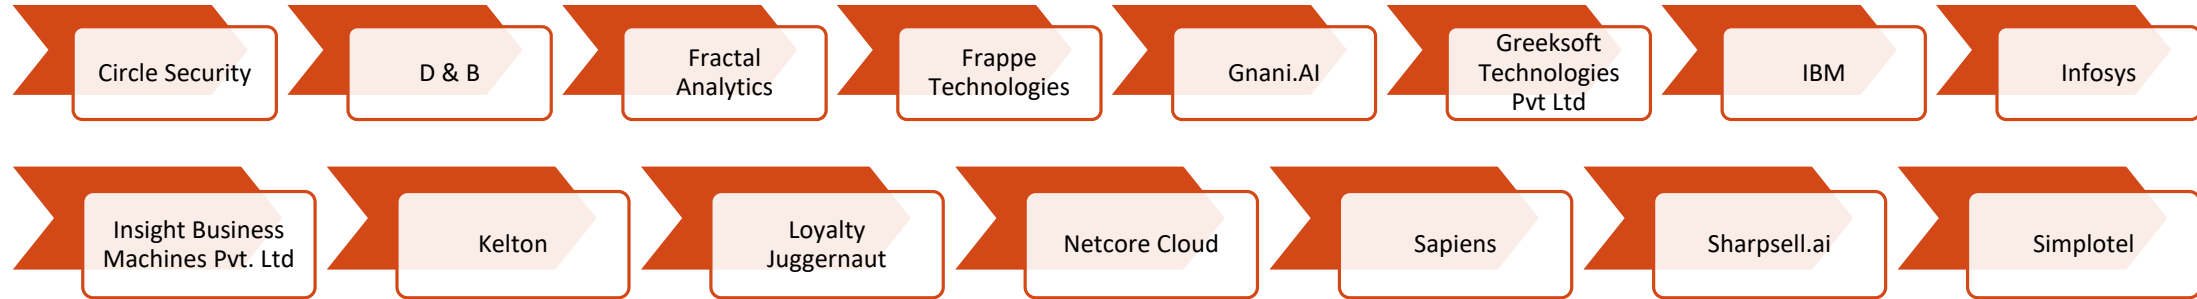 Circle Security
D & B
Fractal
Analytics
Frappe
Technologies
Gnani.AI
Greeksoft
Technologies
Pvt Ltd
IBM
Infosys
Insight Business
Machines Pvt. Ltd
Kelton
Loyalty
Juggernaut
Netcore Cloud
Sapiens
Sharpsell.ai
Simplotel